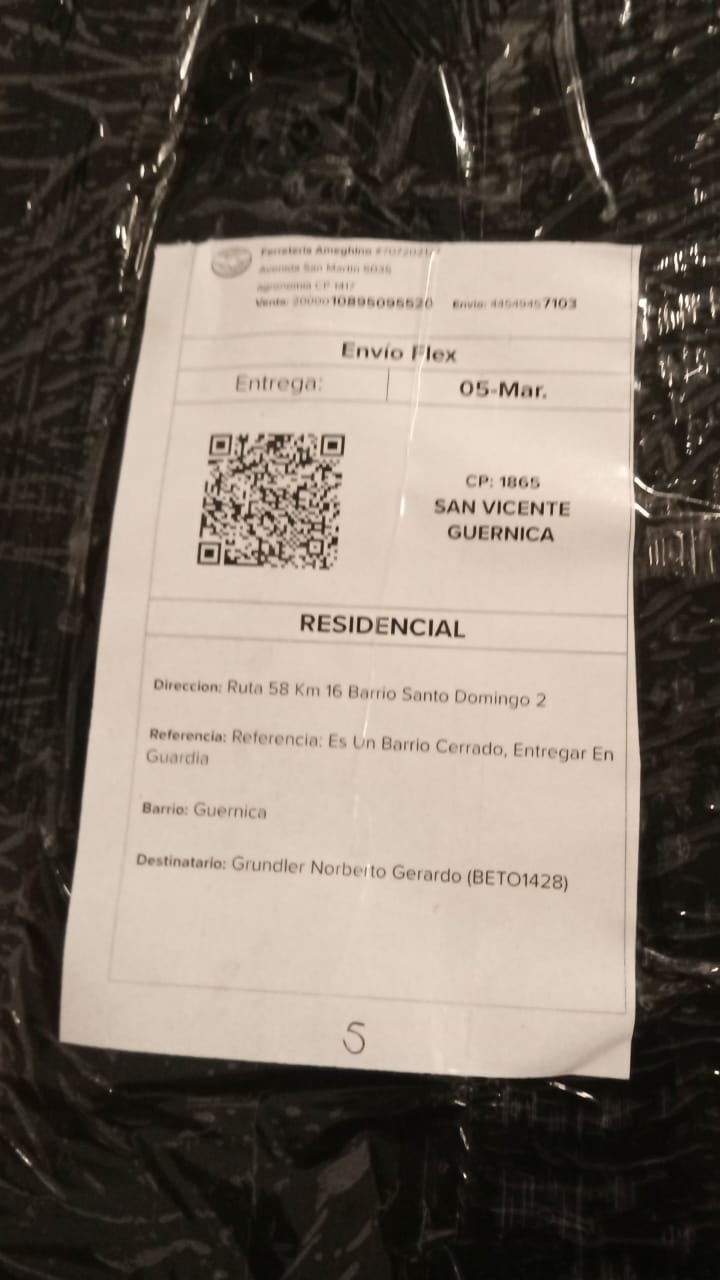 Ferreteria Ameghino
Avenida San Martin 5035
agronomia CP 1417
Venta: 2000010895095520 Envio: 44549457103
Envío Flex
Entrega: 05-Mar.
CP: 1865
SAN VICENTE
GUERNICA
RESIDENCIAL
Direccion: Ruta 58 Km 16 Barrio Santo Domingo 2
Referencia: Referencia: Es Un Barrio Cerrado, Entregar En
Guardia
Barrio: Guernica
Destinatario: Grundler Norberto Gerardo (BETO1428)
5